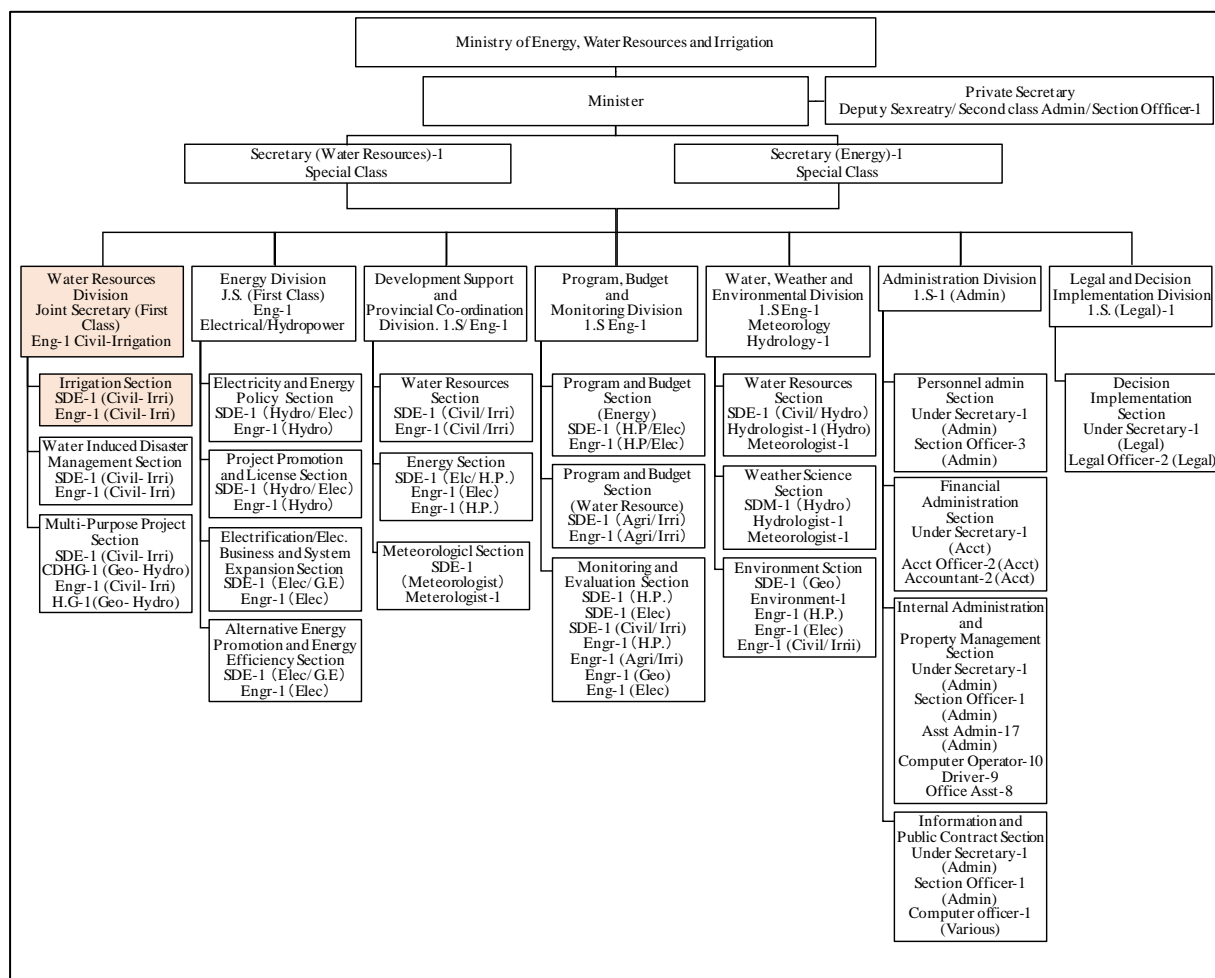 Ministry of Energy, Water Resources and Irrigation
Minister
Private Secretary
Deputy Sexreatry/ Second class Admin/Section Offficer-1
Secretary (Water Resources)-1
Special Class
Secretary (Energy)-1
Special Class
Water Resources
Division
Joint Secretary (First
Class)
Eng-1 Civil-Irrigation
Irrigation Section
SDE-1 (Civil- Irri)
Engr-1 (Civil- Irri)
Water Induced Disaster
Management Section
SDE-1 (Civil- Irri)
Engr-1 (Civil- Irri)
Multi-Purpose Project
Section
SDE-1 (Civil- Irri)
CDHG-1 (Geo- Hydro)
Engr-1 (Civil- Irri)
H.G-1(Geo- Hydro)
Energy Division
J.S. (First Class)
Eng-1
Electrical/Hydropower
Electricity and Energy
Policy Section
SDE-1 (Hydro/ Elec)
Engr-1 (Hydro)
Project Promotion
and License Section
SDE-1 (Hydro/ Elec)
Engr-1 (Hydro)
Electrification/Elec.
Business and System
Expansion Section
SDE-1 (Elec/ G.E)
Engr-1 (Elec)
Alternative Energy
Promotion and Energy
Efficiency Section
SDE-1 (Elec/ G.E)
Engr-1 (Elec)
Development Support
and
Provincial Co-ordination
Division. 1.S/ Eng-1
Water Resources
Section
SDE-1 (Civil/ Irri)
Engr-1 (Civil /Irri)
Energy Section
SDE-1 (Elc/ H.P.)
Engr-1 (Elec)
Engr-1 (H.P.)
Meteorologicl Section
SDE-1
(Meteorologist)
Meterologist-1
Program, Budget
and
Monitoring Division
1.S Eng-1
Program and Budget
Section
(Energy)
SDE-1 (H.P/Elec)
Engr-1 (H.P/Elec)
Program and Budget
Section
(Water Resource)
SDE-1 (Agri/ Irri)
Engr-1 (Agri/ Irri)
Monitoring and
Evaluation Section
SDE-1 (H.P.)
SDE-1 (Elec)
SDE-1 (Civil/ Irri)
Engr-1 (H.P.)
Engr-1 (Agri/Irri)
Engr-1 (Geo)
Eng-1 (Elec)
Water, Weather and
Environmental Division
1.S Eng-1
Meteorology
Hydrology-1
Water Resources
Section
SDE-1 (Civil/ Hydro)
Hydrologist-1 (Hydro)
Meteorologist-1
Weather Science
Section
SDM-1 (Hydro)
Hydrologist-1
Meteorologist-1
Environment Sction
SDE-1 (Geo)
Environment-1
Engr-1 (H.P.)
Engr-1 (Elec)
Engr-1 (Civil/ Irnii)
Administration Division
1.S-1 (Admin)
Personnel admin
Section
Under Secretary-1
(Admin)
Section Officer-3
(Admin)
Financial
Administration
Section
Under Secretary-1
(Acct)
Acct Officer-2 (Acct)
Accountant-2 (Acct)
Internal Administration
and
Property Management
Section
Under Secretary-1
(Admin)
Section Officer-1
(Admin)
Asst Admin-17
(Admin)
Computer Operator-10
Driver-9
Office Asst-8
Information and
Public Contract Section
Under Secretary-1
(Admin)
Section Officer-1
(Admin)
Computer officer-1
(Various)
Legal and Decision
Implementation Division
1.S. (Legal)-1
Decision
Implementation
Section
Under Secretary-1
(Legal)
Legal Officer-2 (Legal)